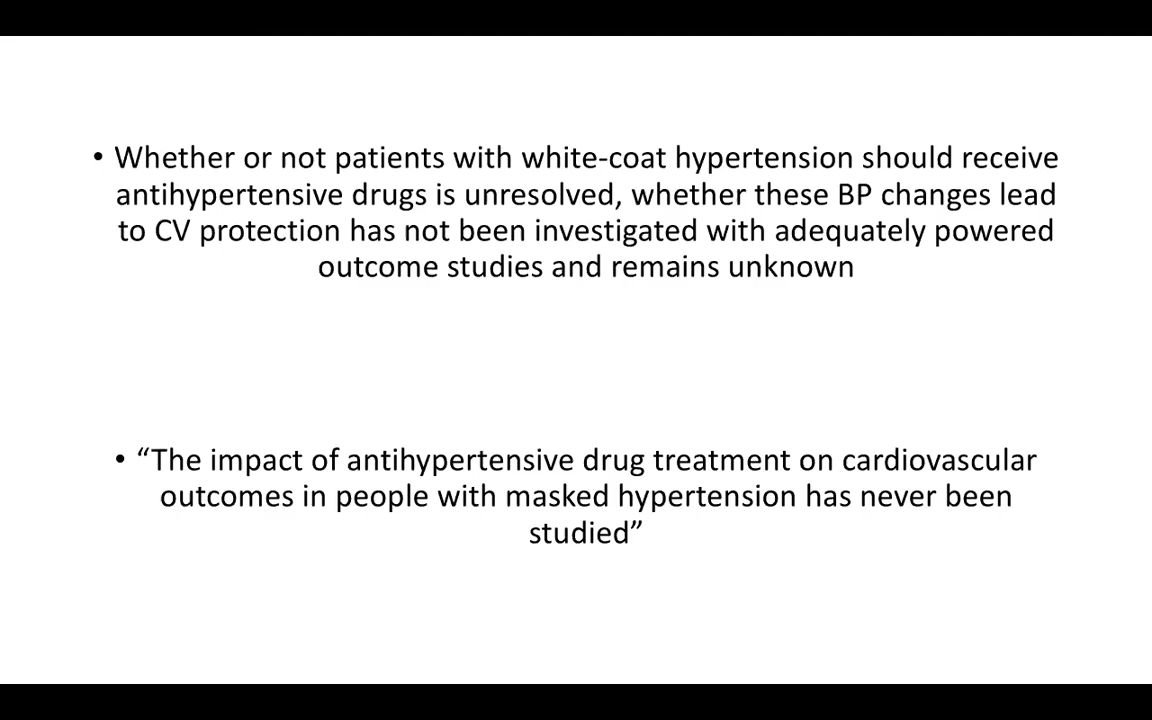 • Whether or not patients with white-coat hypertension should receive
antihypertensive drugs is unresolved, whether these BP changes lead
to CV protection has not been investigated with adequately powered
outcome studies and remains unknown
• “The impact of antihypertensive drug treatment on cardiovascular
outcomes in people with masked hypertension has never been
studied”